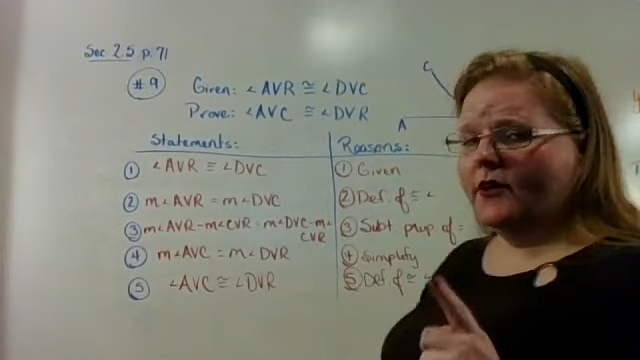 Sec 2.5 p.71
#9 Given: ∠AVR ≅ ∠DVC
Prove: ∠AVC ≅ ∠DVR
Statements: Reasons:
① ∠AVR ≅ ∠DVC ① Given
② m∠AVR = m∠DVC ② Def. of ≅ ∠
③ m∠AVR - m∠CVR = m∠DVC - m∠CVR ③ Subt. prop of =
④ m∠AVC = m∠DVR ④ Simplify
⑤ ∠AVC ≅ ∠DVR ⑤ Def. of ≅ ∠
C
A